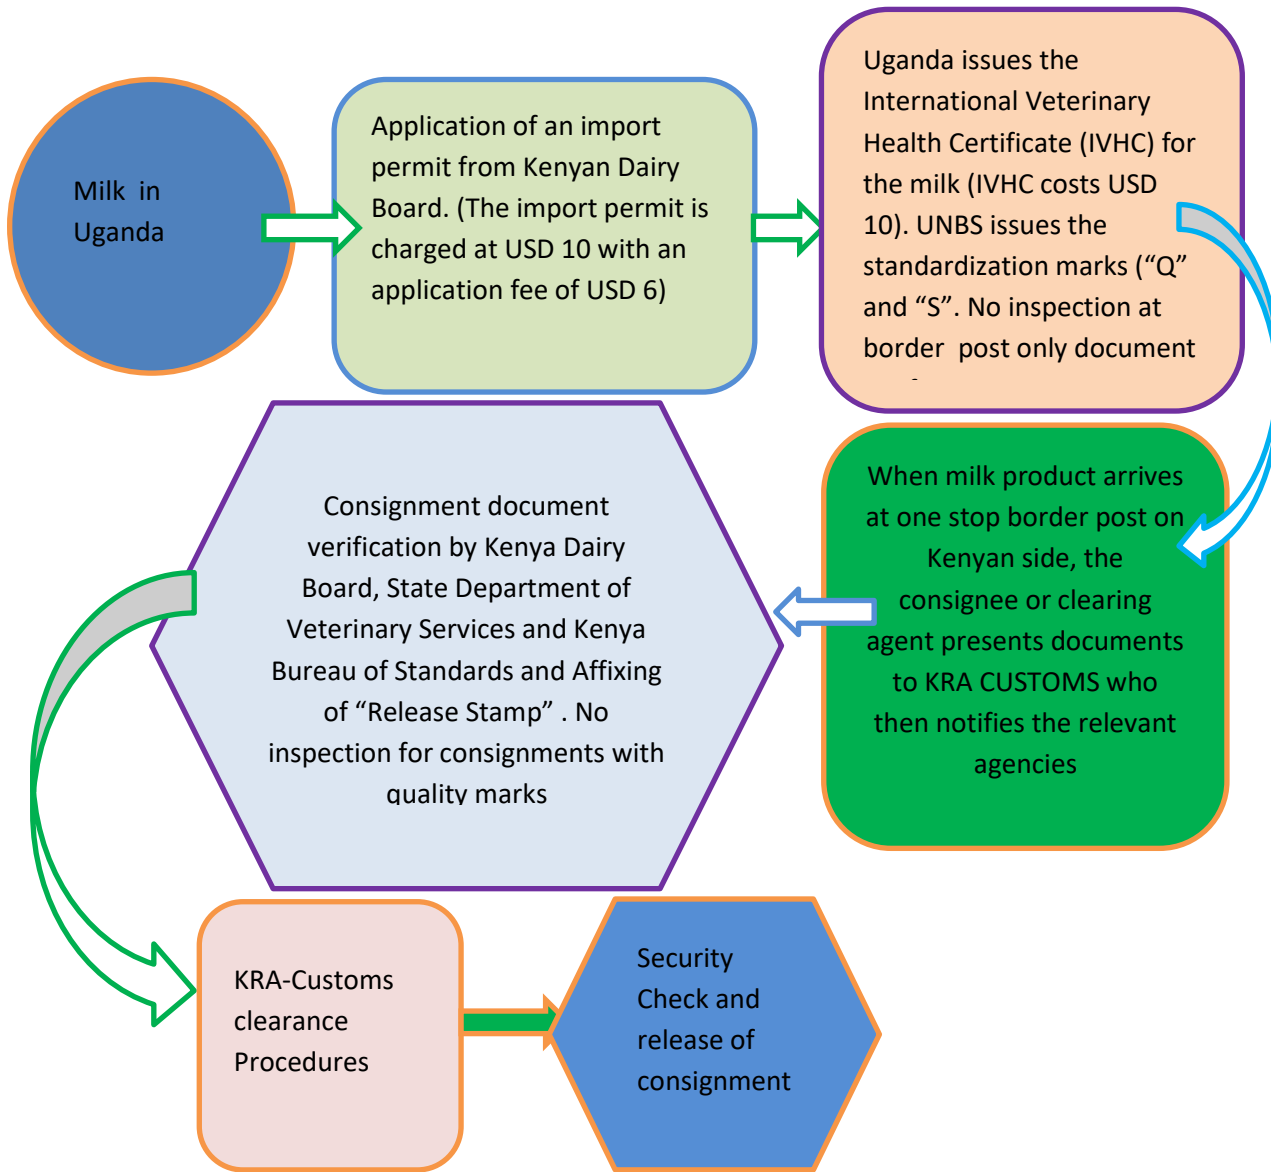 Milk in
Uganda
Application of an import
permit from Kenyan Dairy
Board. (The import permit is
charged at USD 10 with an
application fee of USD 6)
Uganda issues the
International Veterinary
Health Certificate (IVHC) for
the milk (IVHC costs USD
10). UNBS issues the
standardization marks (“Q”
and “S”. No inspection at
border post only document
When milk product arrives
at one stop border post on
Kenyan side, the
consignee or clearing
agent presents documents
to KRA CUSTOMS who
then notifies the relevant
agencies
Consignment document
verification by Kenya Dairy
Board, State Department of
Veterinary Services and Kenya
Bureau of Standards and Affixing
of “Release Stamp” . No
inspection for consignments with
quality marks
KRA-Customs
clearance
Procedures
Security
Check and
release of
consignment